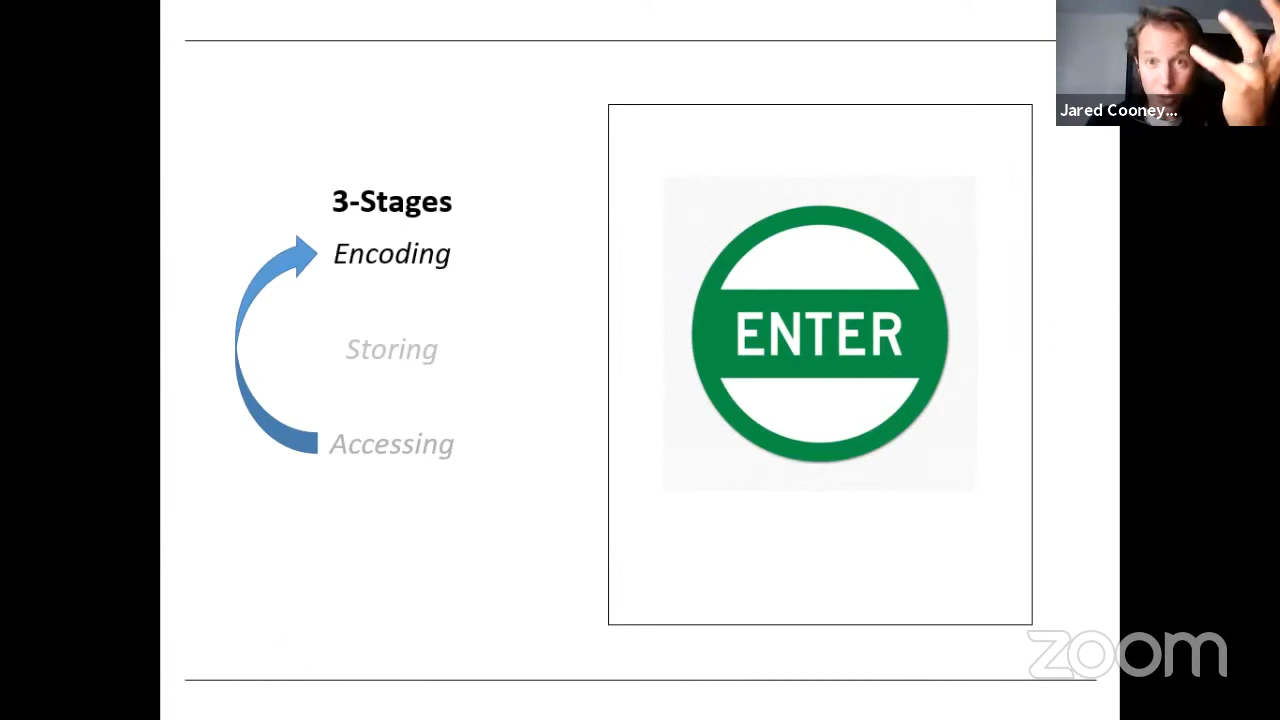 Jared Cooney...
3-Stages
Encoding
Storing
Accessing
ENTER
zoom